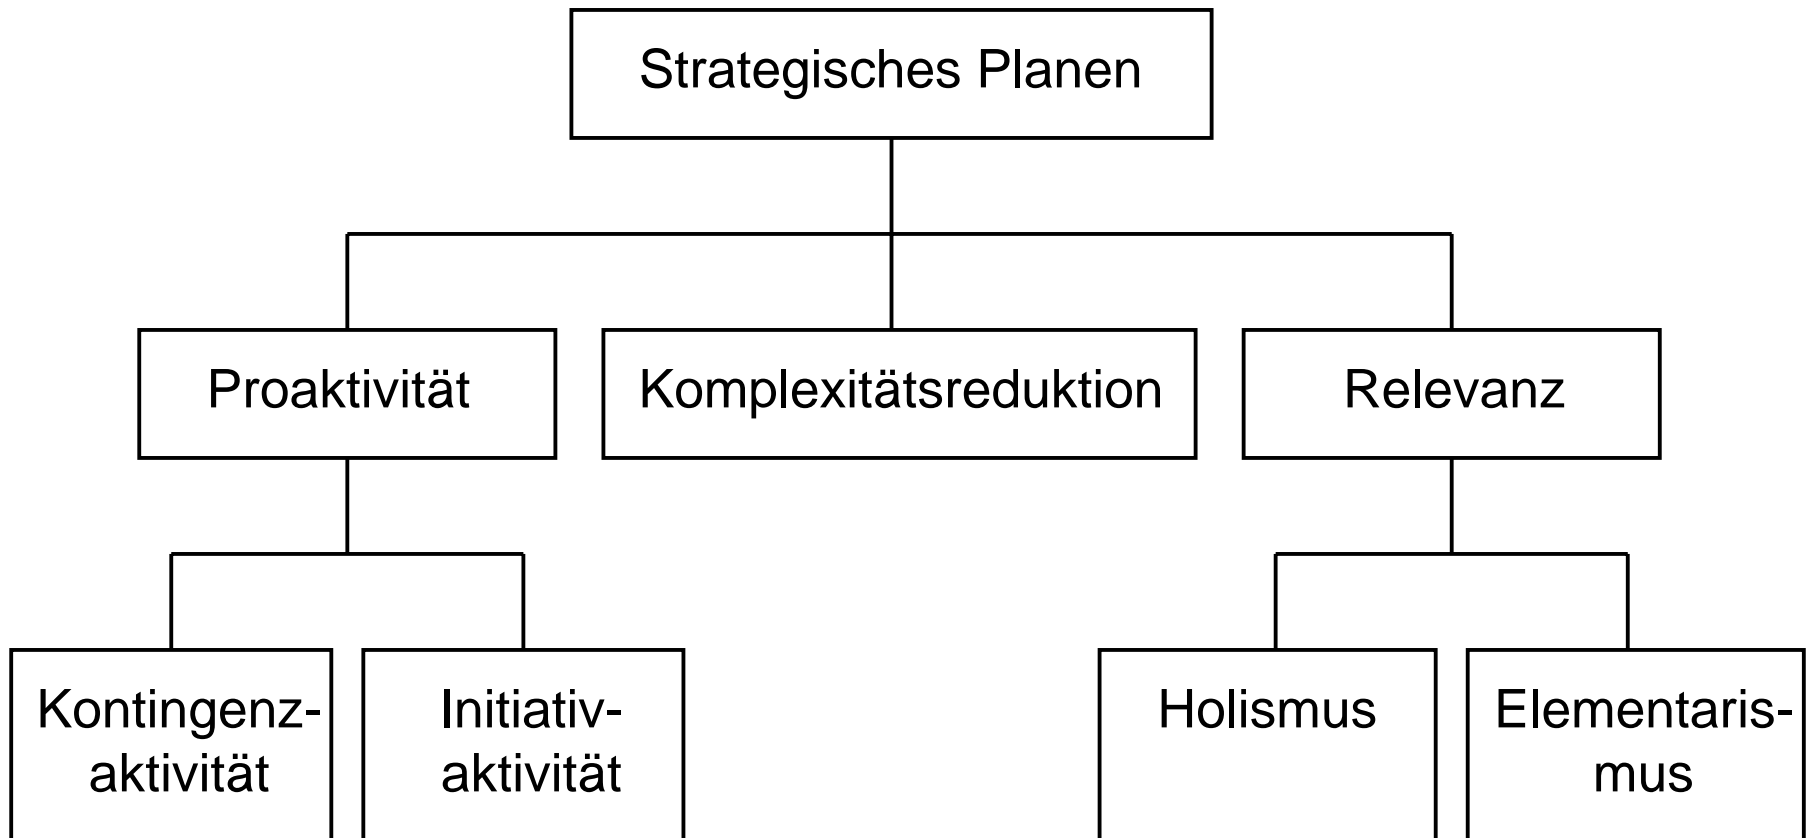 Strategisches Planen
Proaktivität
Komplexitätsreduktion
Relevanz
Kontingenz-
aktivität
Initiativ-
aktivität
Holismus
Elementaris-
mus